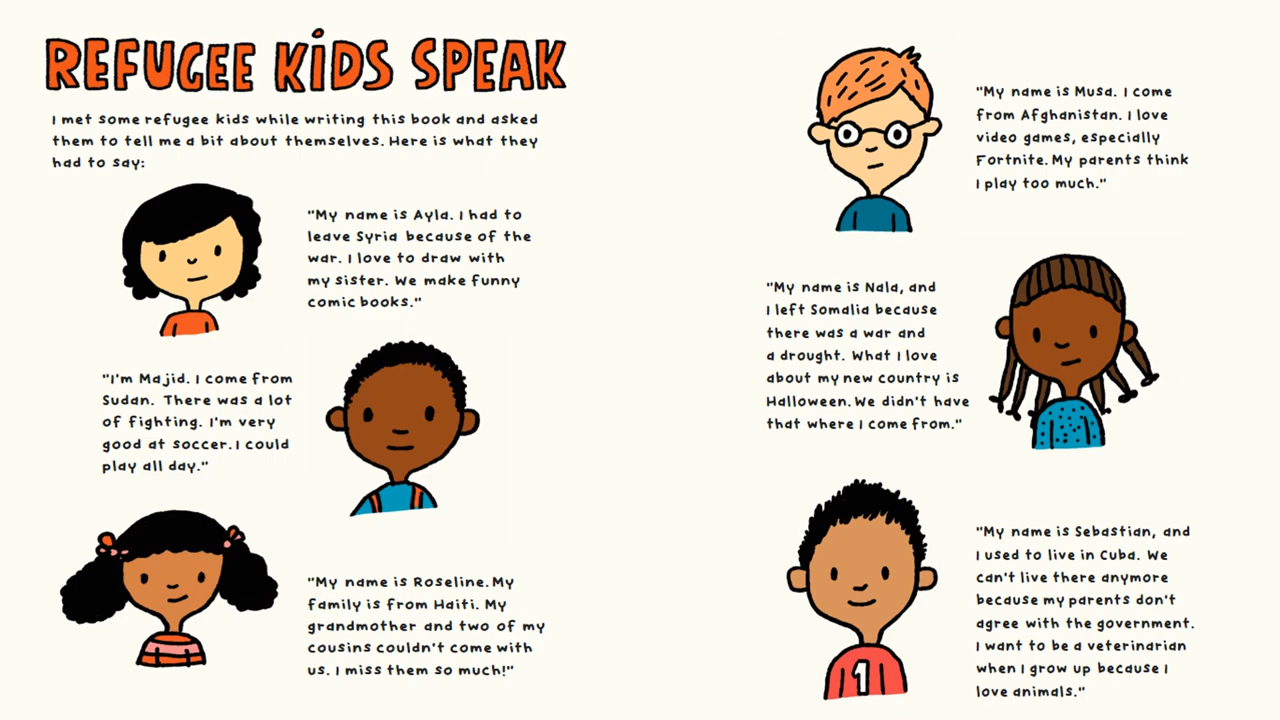 REFUGEE KiDS SPEAK
I met some refugee kids while writing this book and asked
them to tell me a bit about themselves. Here is what they
had to say:
"My name is Ayla. I had to
leave Syria because of the
war. I love to draw with
my sister. We make funny
comic books."
"I'm Majid. I come from
Sudan. There was a lot
of fighting. I'm very
good at soccer. I could
play all day."
"My name is Roseline. My
family is from Haiti. My
grandmother and two of my
cousins couldn't come with
us. I miss them so much!"
"My name is Musa. I come
from Afghanistan. I love
video games, especially
Fortnite. My parents think
I play too much."
"My name is Nala, and
I left Somalia because
there was a war and
a drought. What I love
about my new country is
Halloween. We didn't have
that where I come from."
"My name is Sebastian, and
I used to live in Cuba. We
can't live there anymore
because my parents don't
agree with the government.
I want to be a veterinarian
when I grow up because I
love animals."
1